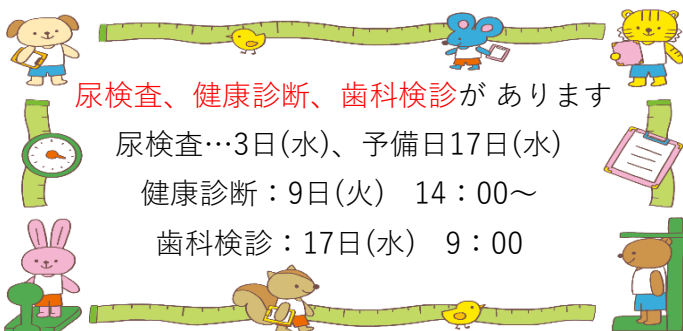 尿検査、健康診断、歯科検診が あります
尿検査…3日(水)、予備日17日(水)
健康診断：9日(火)　14：00～
歯科検診：17日(水)　9：00